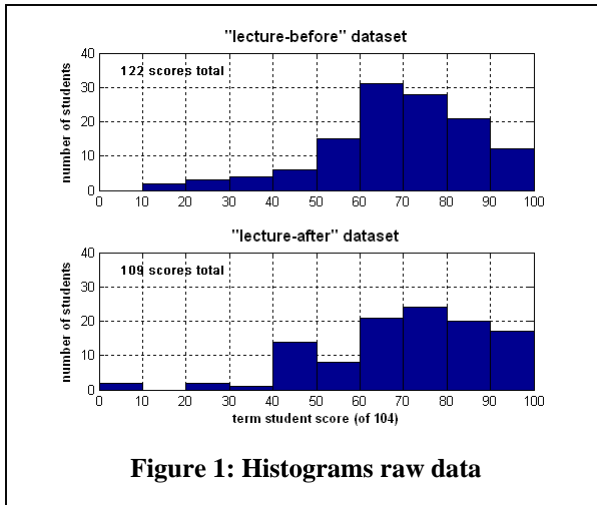 "lecture-before" dataset
122 scores total
number of students
40
30
20
10
0
0 10 20 30 40 50 60 70 80 90 100
"lecture-after" dataset
109 scores total
number of students
40
30
20
10
0
0 10 20 30 40 50 60 70 80 90 100
term student score (of 104)
Figure 1: Histograms raw data